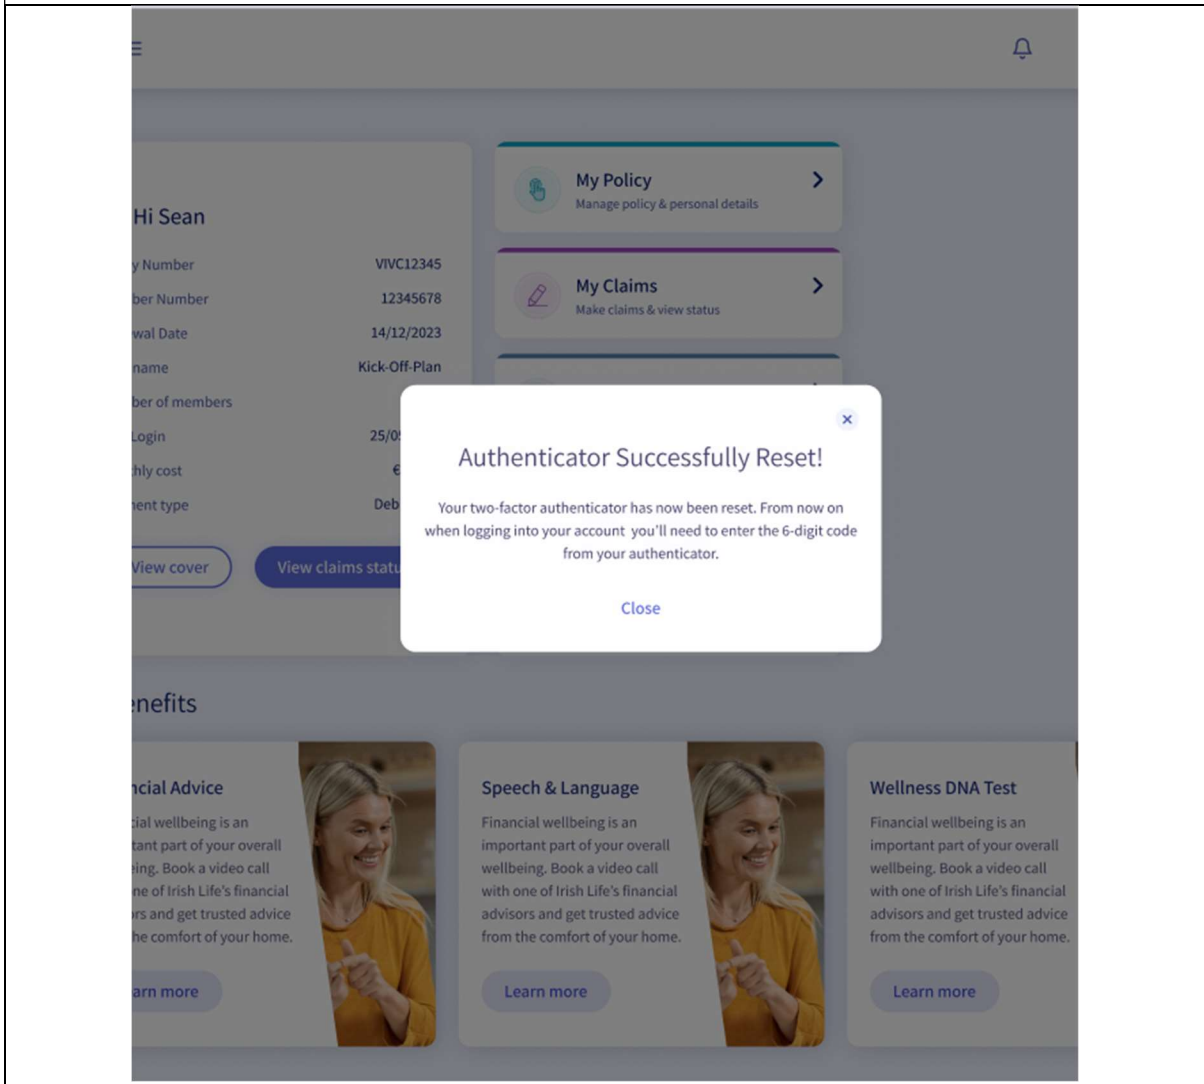 Hi Sean
y Number VIVC12345
ber Number 12345678
wal Date 14/12/2023
name Kick-Off-Plan
ber of members
Login 25/0
hly cost €
ent type Deb
View cover
View claims statu
My Policy
Manage policy & personal details
My Claims
Make claims & view status
Authenticator Successfully Reset!
Your two-factor authenticator has now been reset. From now on
when logging into your account you'll need to enter the 6-digit code
from your authenticator.
Close
enefits
ncial Advice
cial wellbeing is an
tant part of your overall
eing. Book a video call
ne of Irish Life's financial
rs and get trusted advice
he comfort of your home.
arn more
Speech & Language
Financial wellbeing is an
important part of your overall
wellbeing. Book a video call
with one of Irish Life's financial
advisors and get trusted advice
from the comfort of your home.
Learn more
Wellness DNA Test
Financial wellbeing is an
important part of your overall
wellbeing. Book a video call
with one of Irish Life's financial
advisors and get trusted advice
from the comfort of your home.
Learn more